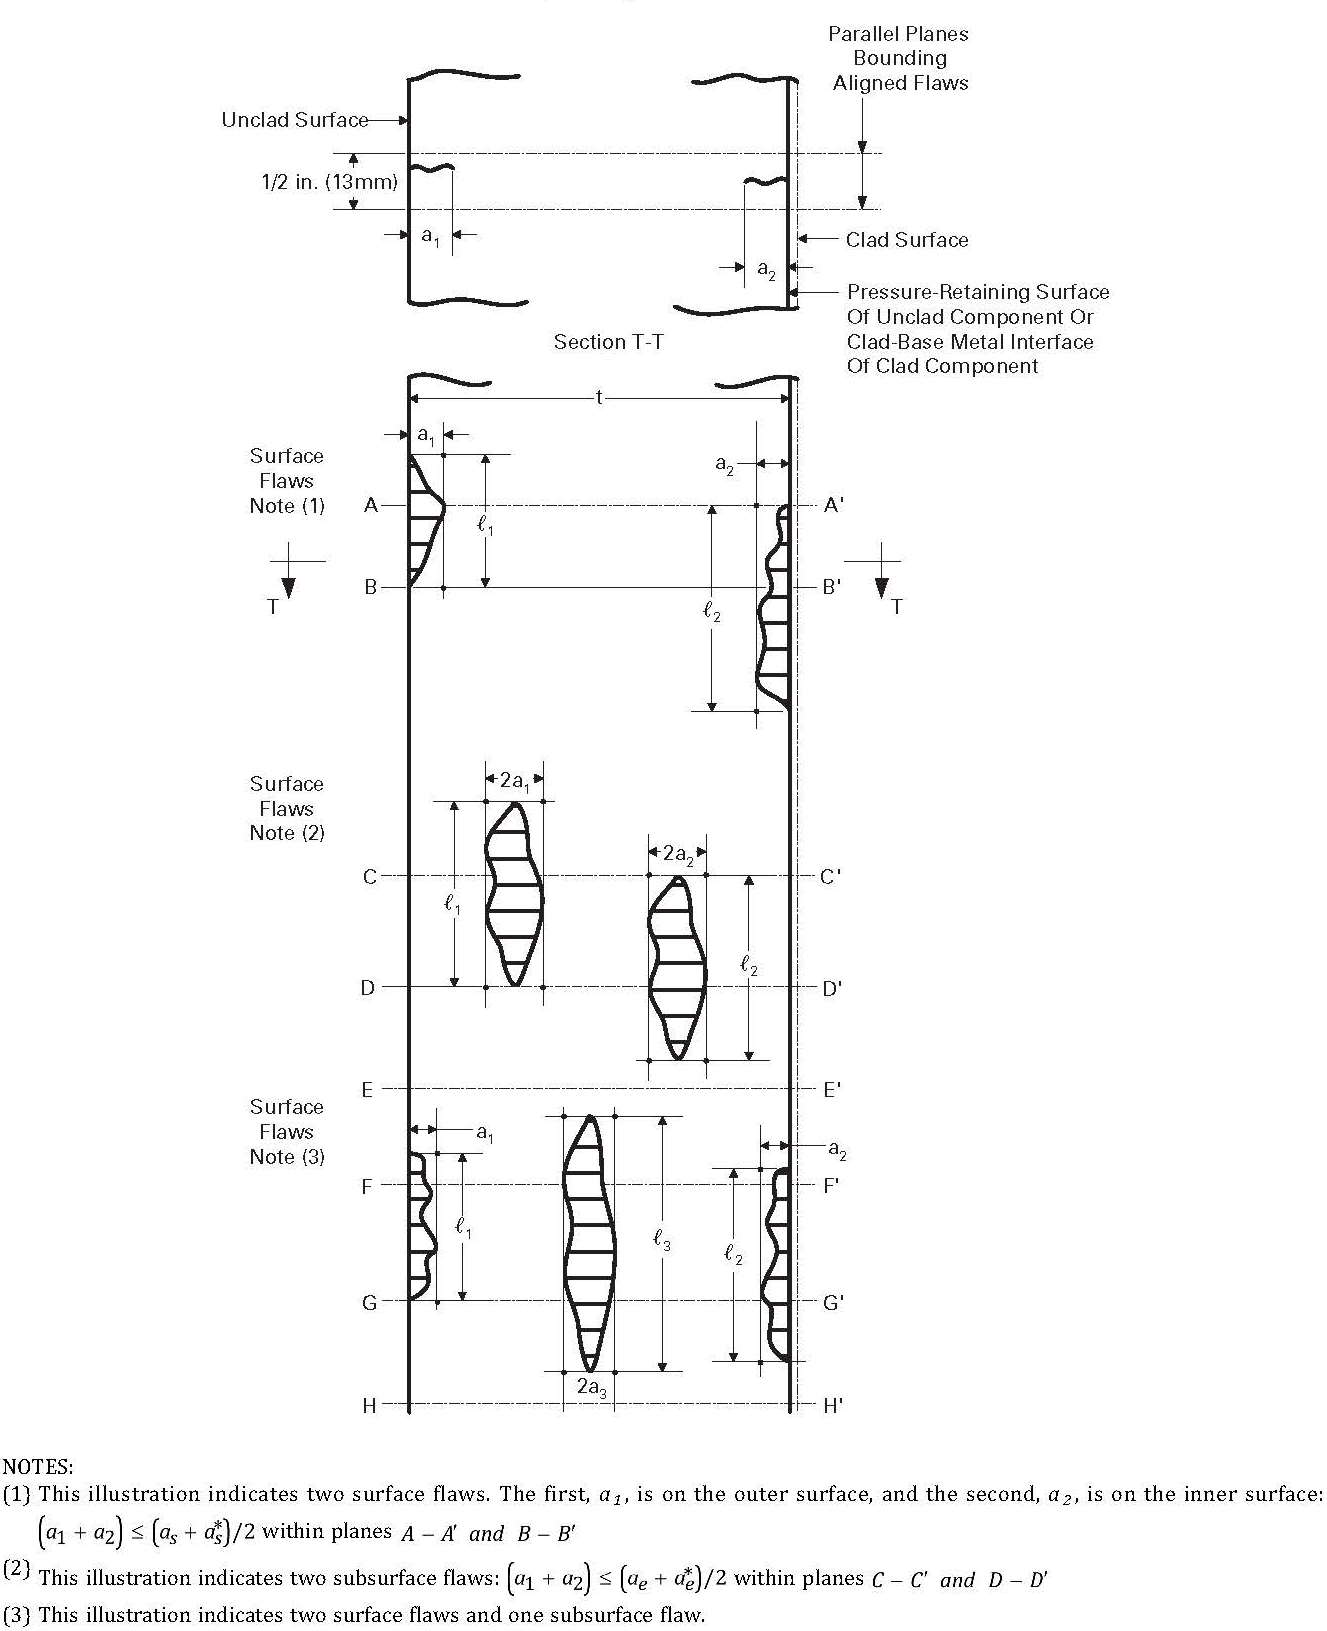 Parallel Planes
Bounding
Aligned Flaws
Unclad Surface
1/2 in. (13mm)
a₁
Clad Surface
a₂
Pressure-Retaining Surface
Of Unclad Component Or
Clad-Base Metal Interface
Of Clad Component
Section T-T
t
a₁
Surface
Flaws
Note (1)
a₂
A
A'
ℓ₁
B
B'
T
T
ℓ₂
Surface
Flaws
Note (2)
2a₁
2a₂
C
C'
ℓ₁
ℓ₂
D
D'
E
E'
Surface
Flaws
Note (3)
a₁
a₂
F
F'
ℓ₁
ℓ₃
ℓ₂
G
G'
2a₃
H
H'
NOTES:
(1) This illustration indicates two surface flaws. The first, a₁, is on the outer surface, and the second, a₂, is on the inner surface:
(a₁ + a₂) ≤ (aₛ + aₛ*)/2 within planes A – A' and B – B'
(2) This illustration indicates two subsurface flaws: (a₁ + a₂) ≤ (aₑ + aₑ*)/2 within planes C – C' and D – D'
(3) This illustration indicates two surface flaws and one subsurface flaw.